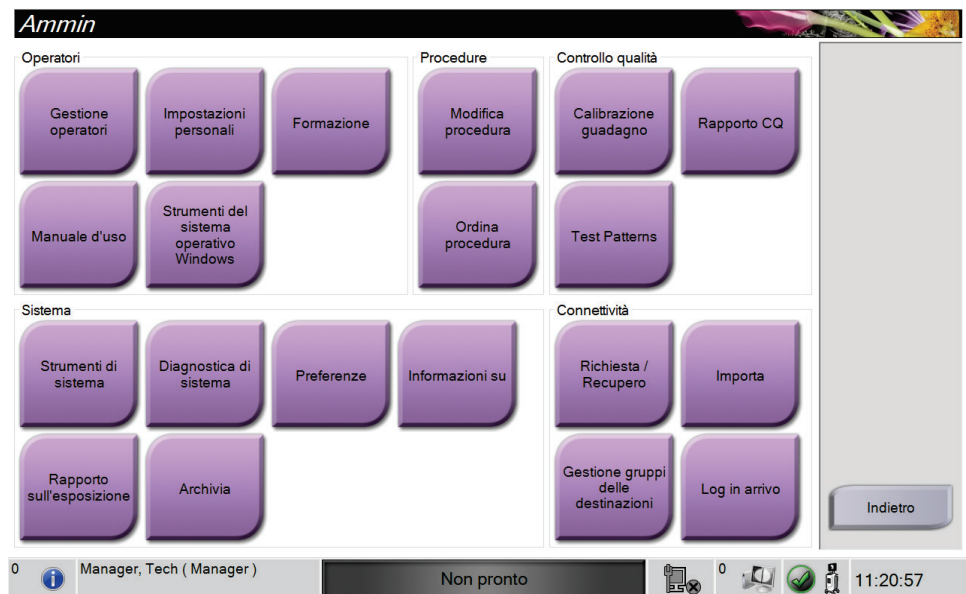 Ammin
Operatori
Gestione
operatori
Impostazioni
personali
Formazione
Manuale d'uso
Strumenti del
sistema
operativo
Windows
Procedure
Modifica
procedura
Ordina
procedura
Controllo qualità
Calibrazione
guadagno
Rapporto CQ
Test Patterns
Sistema
Strumenti di
sistema
Diagnostica di
sistema
Preferenze
Informazioni su
Rapporto
sull'esposizione
Archivia
Connettività
Richiesta /
Recupero
Importa
Gestione gruppi
delle
destinazioni
Log in arrivo
Indietro
0
Manager, Tech ( Manager )
Non pronto
0
11:20:57